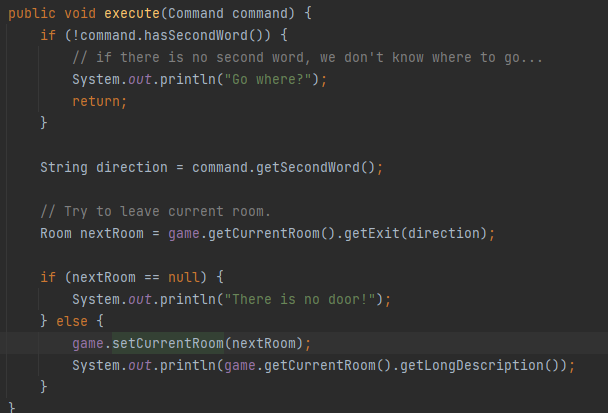 public void execute(Command command) {
    if (!command.hasSecondWord()) {
        // if there is no second word, we don't know where to go...
        System.out.println("Go where?");
        return;
    }

    String direction = command.getSecondWord();

    // Try to leave current room.
    Room nextRoom = game.getCurrentRoom().getExit(direction);

    if (nextRoom == null) {
        System.out.println("There is no door!");
    } else {
        game.setCurrentRoom(nextRoom);
        System.out.println(game.getCurrentRoom().getLongDescription());
    }
}